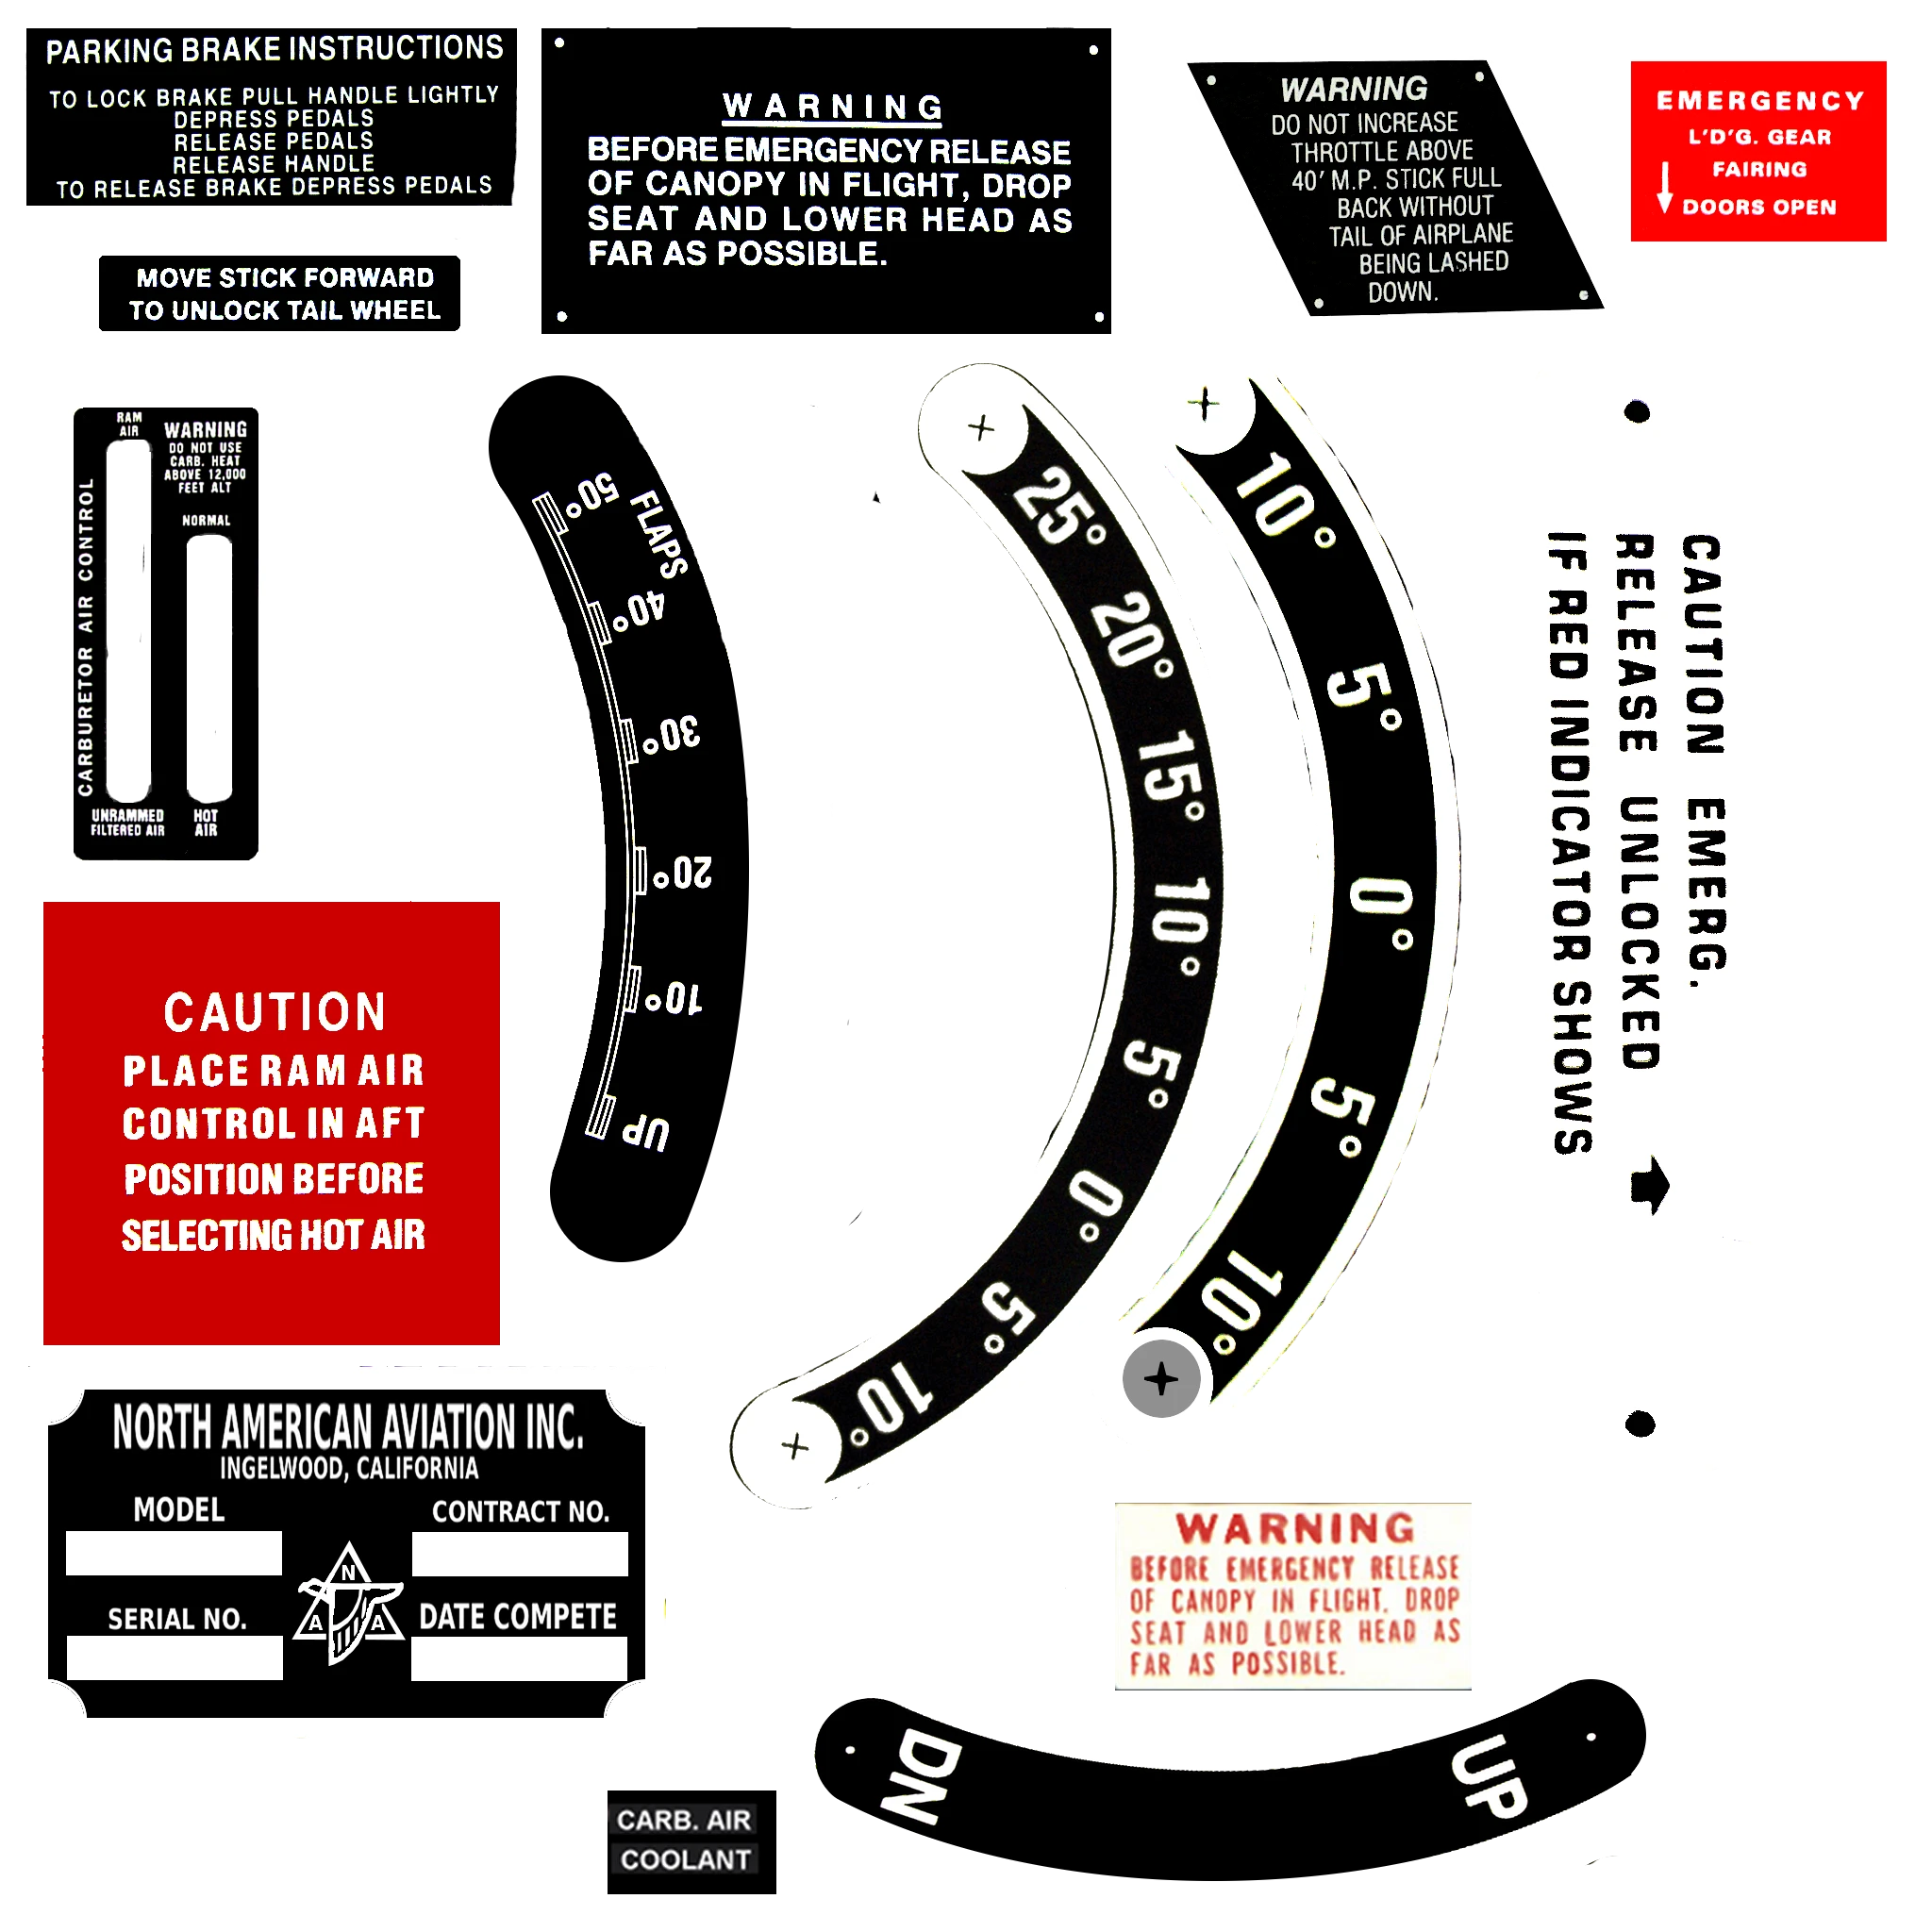 PARKING BRAKE INSTRUCTIONS
TO LOCK BRAKE PULL HANDLE LIGHTLY
DEPRESS PEDALS
RELEASE PEDALS
RELEASE HANDLE
TO RELEASE BRAKE DEPRESS PEDALS
MOVE STICK FORWARD
TO UNLOCK TAIL WHEEL
WARNING
BEFORE EMERGENCY RELEASE
OF CANOPY IN FLIGHT, DROP
SEAT AND LOWER HEAD AS
FAR AS POSSIBLE.
WARNING
DO NOT INCREASE
THROTTLE ABOVE
40' M.P. STICK FULL
BACK WITHOUT
TAIL OF AIRPLANE
BEING LASHED
DOWN.
EMERGENCY
L'D'G. GEAR
FAIRING
DOORS OPEN
CARBURETOR AIR CONTROL
RAM
AIR
WARNING
DO NOT USE
CARB. HEAT
ABOVE 12,000
FEET ALT
NORMAL
UNRAMMED
FILTERED AIR
HOT
AIR
FLAPS
50°
40°
30°
20°
10°
UP
25°
20°
15°
10°
5°
0°
5°
10°
10°
5°
0°
5°
10°
CAUTION EMERG.
RELEASE UNLOCKED
IF RED INDICATOR SHOWS
CAUTION
PLACE RAM AIR
CONTROL IN AFT
POSITION BEFORE
SELECTING HOT AIR
NORTH AMERICAN AVIATION INC.
INGELWOOD, CALIFORNIA
MODEL
CONTRACT NO.
SERIAL NO.
DATE COMPETE
N
A A
WARNING
BEFORE EMERGENCY RELEASE
OF CANOPY IN FLIGHT. DROP
SEAT AND LOWER HEAD AS
FAR AS POSSIBLE.
DN
UP
CARB. AIR
COOLANT